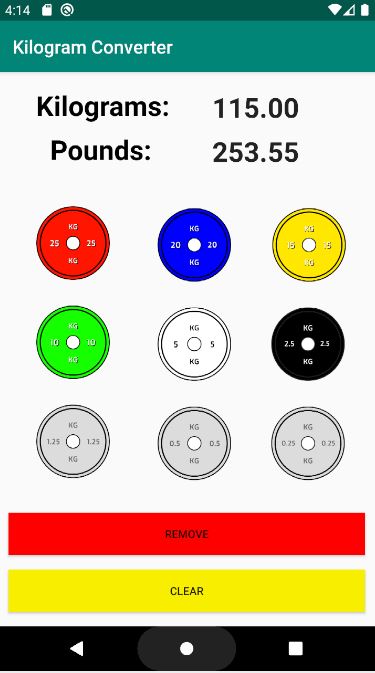 4:14
Kilogram Converter
Kilograms: 115.00
Pounds: 253.55
KG KG KG
25 25 20 20 15 .5
KG KG KG
KG KG KG
10 10 5 5 2.5 2.5
KG KG KG
KG KG KG
1.25 1.25 0.5 0.5 0.25 0.25
KG KG KG
REMOVE
CLEAR